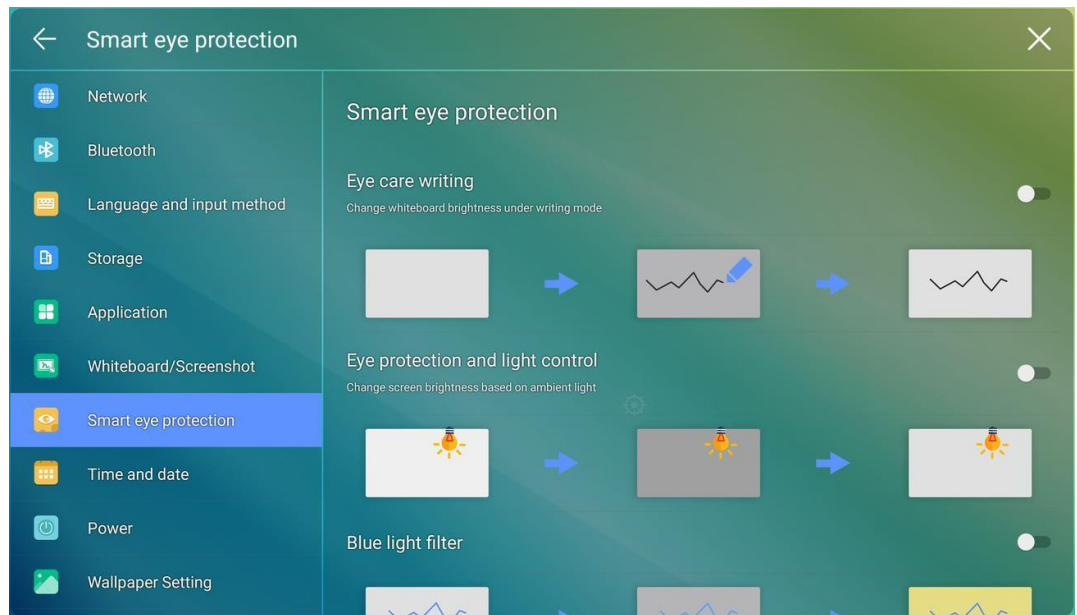 Smart eye protection
Network
Bluetooth
Language and input method
Storage
Application
Whiteboard/Screenshot
Smart eye protection
Time and date
Power
Wallpaper Setting
Smart eye protection
Eye care writing
Change whiteboard brightness under writing mode
Eye protection and light control
Change screen brightness based on ambient light
Blue light filter